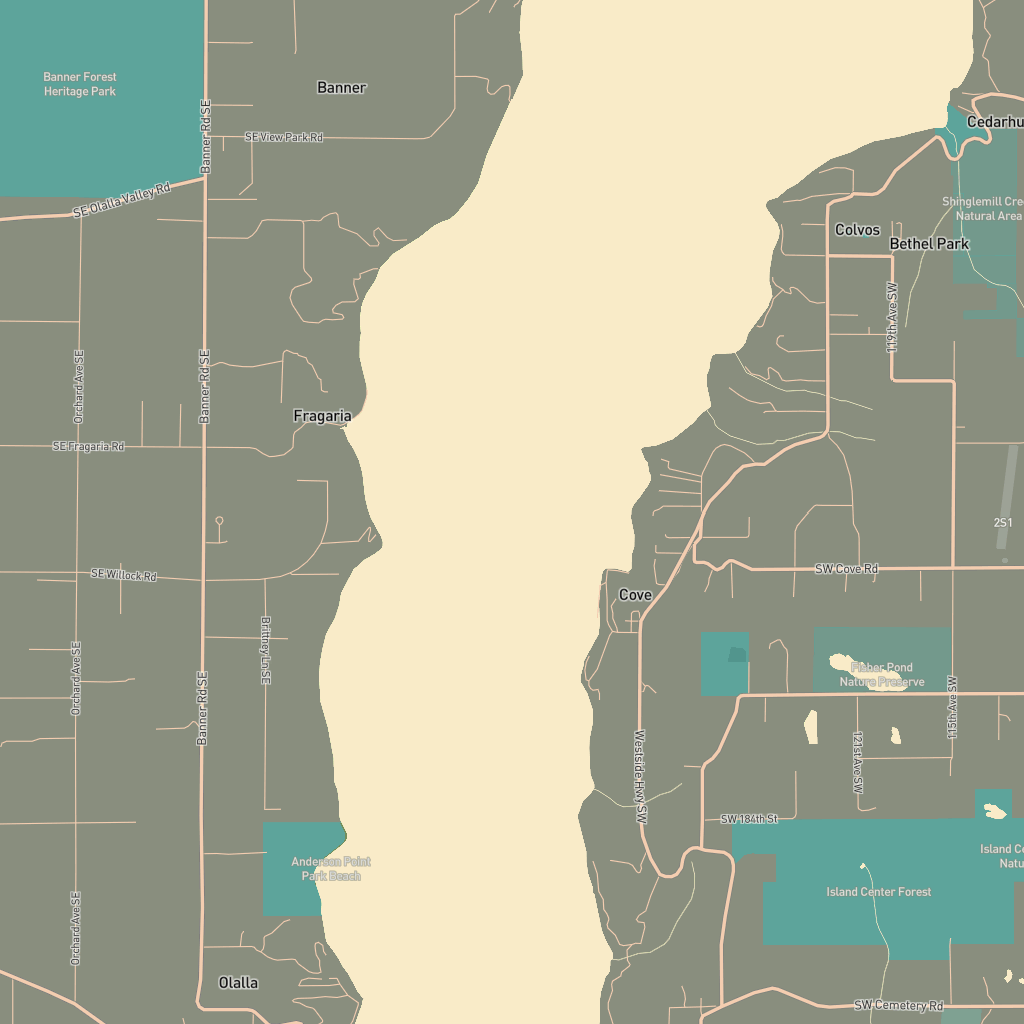 Banner Forest
Heritage Park
Banner
Banner Rd SE
SE View Park Rd
SE Olalla Valley Rd
Cedarhu
Shinglemill Cree
Natural Area
Colvos
Bethel Park
119th Ave SW
Orchard Ave SE
Banner Rd SE
Fragaria
SE Fragaria Rd
2S1
SE Willock Rd
SW Cove Rd
Cove
Brittney Ln SE
Orchard Ave SE
Banner Rd SE
Fisher Pond
Nature Preserve
115th Ave SW
Westside Hwy SW
121st Ave SW
SW 184th St
Anderson Point
Park Beach
Island Ce
Natu
Island Center Forest
Orchard Ave SE
Olalla
SW Cemetery Rd